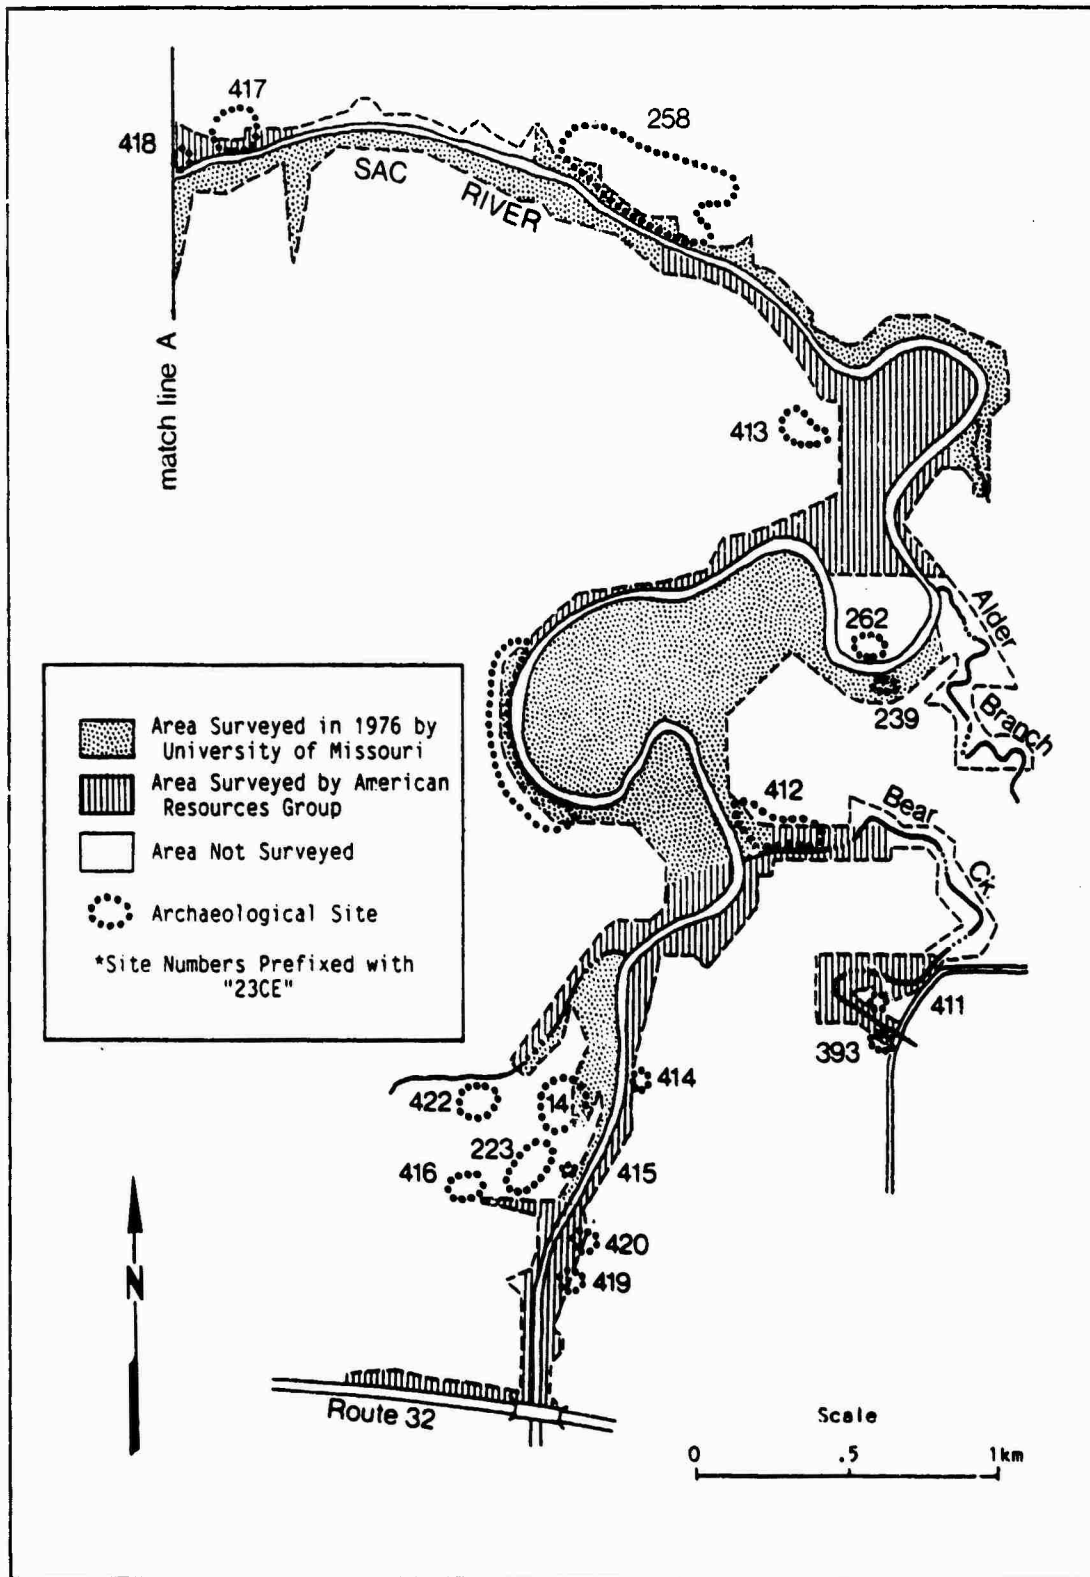 417
258
418
SAC
RIVER
match line A
413
Alder
262
Branch
239
Area Surveyed in 1976 by
University of Missouri
Area Surveyed by American
Resources Group
Area Not Surveyed
Archaeological Site
*Site Numbers Prefixed with
"23CE"
412
Bear
Ck.
411
393
414
422
14
223
416
415
420
419
N
Route 32
Scale
0 .5 1km